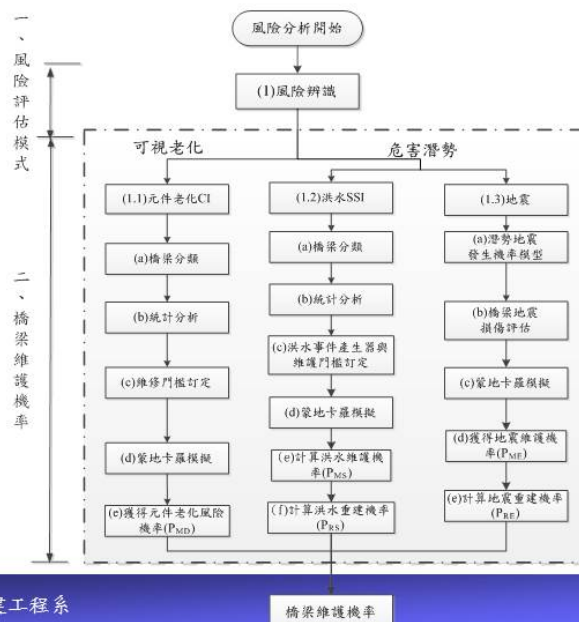 一、風險評估模式
二、橋梁維護機率
風險分析開始
(1)風險辨識
可視老化
危害潛勢
(1.1)元件老化CI
(a)橋梁分類
(b)統計分析
(c)維修門檻訂定
(d)蒙地卡羅模擬
(e)獲得元件老化風險
機率(PMD)
(1.2)洪水SSI
(a)橋梁分類
(b)統計分析
(c)洪水事件產生器與
維護門檻訂定
(d)蒙地卡羅模擬
(e)計算洪水維護機
率(PMS)
(f)計算洪水重建機率
(PRS)
(1.3)地震
(a)潛勢地震
發生機率模型
(b)橋梁地震
損傷評估
(c)蒙地卡羅模擬
(d)獲得地震維護機
率(PME)
(e)計算地震重建機率
(PRE)
建工程系
橋梁維護機率